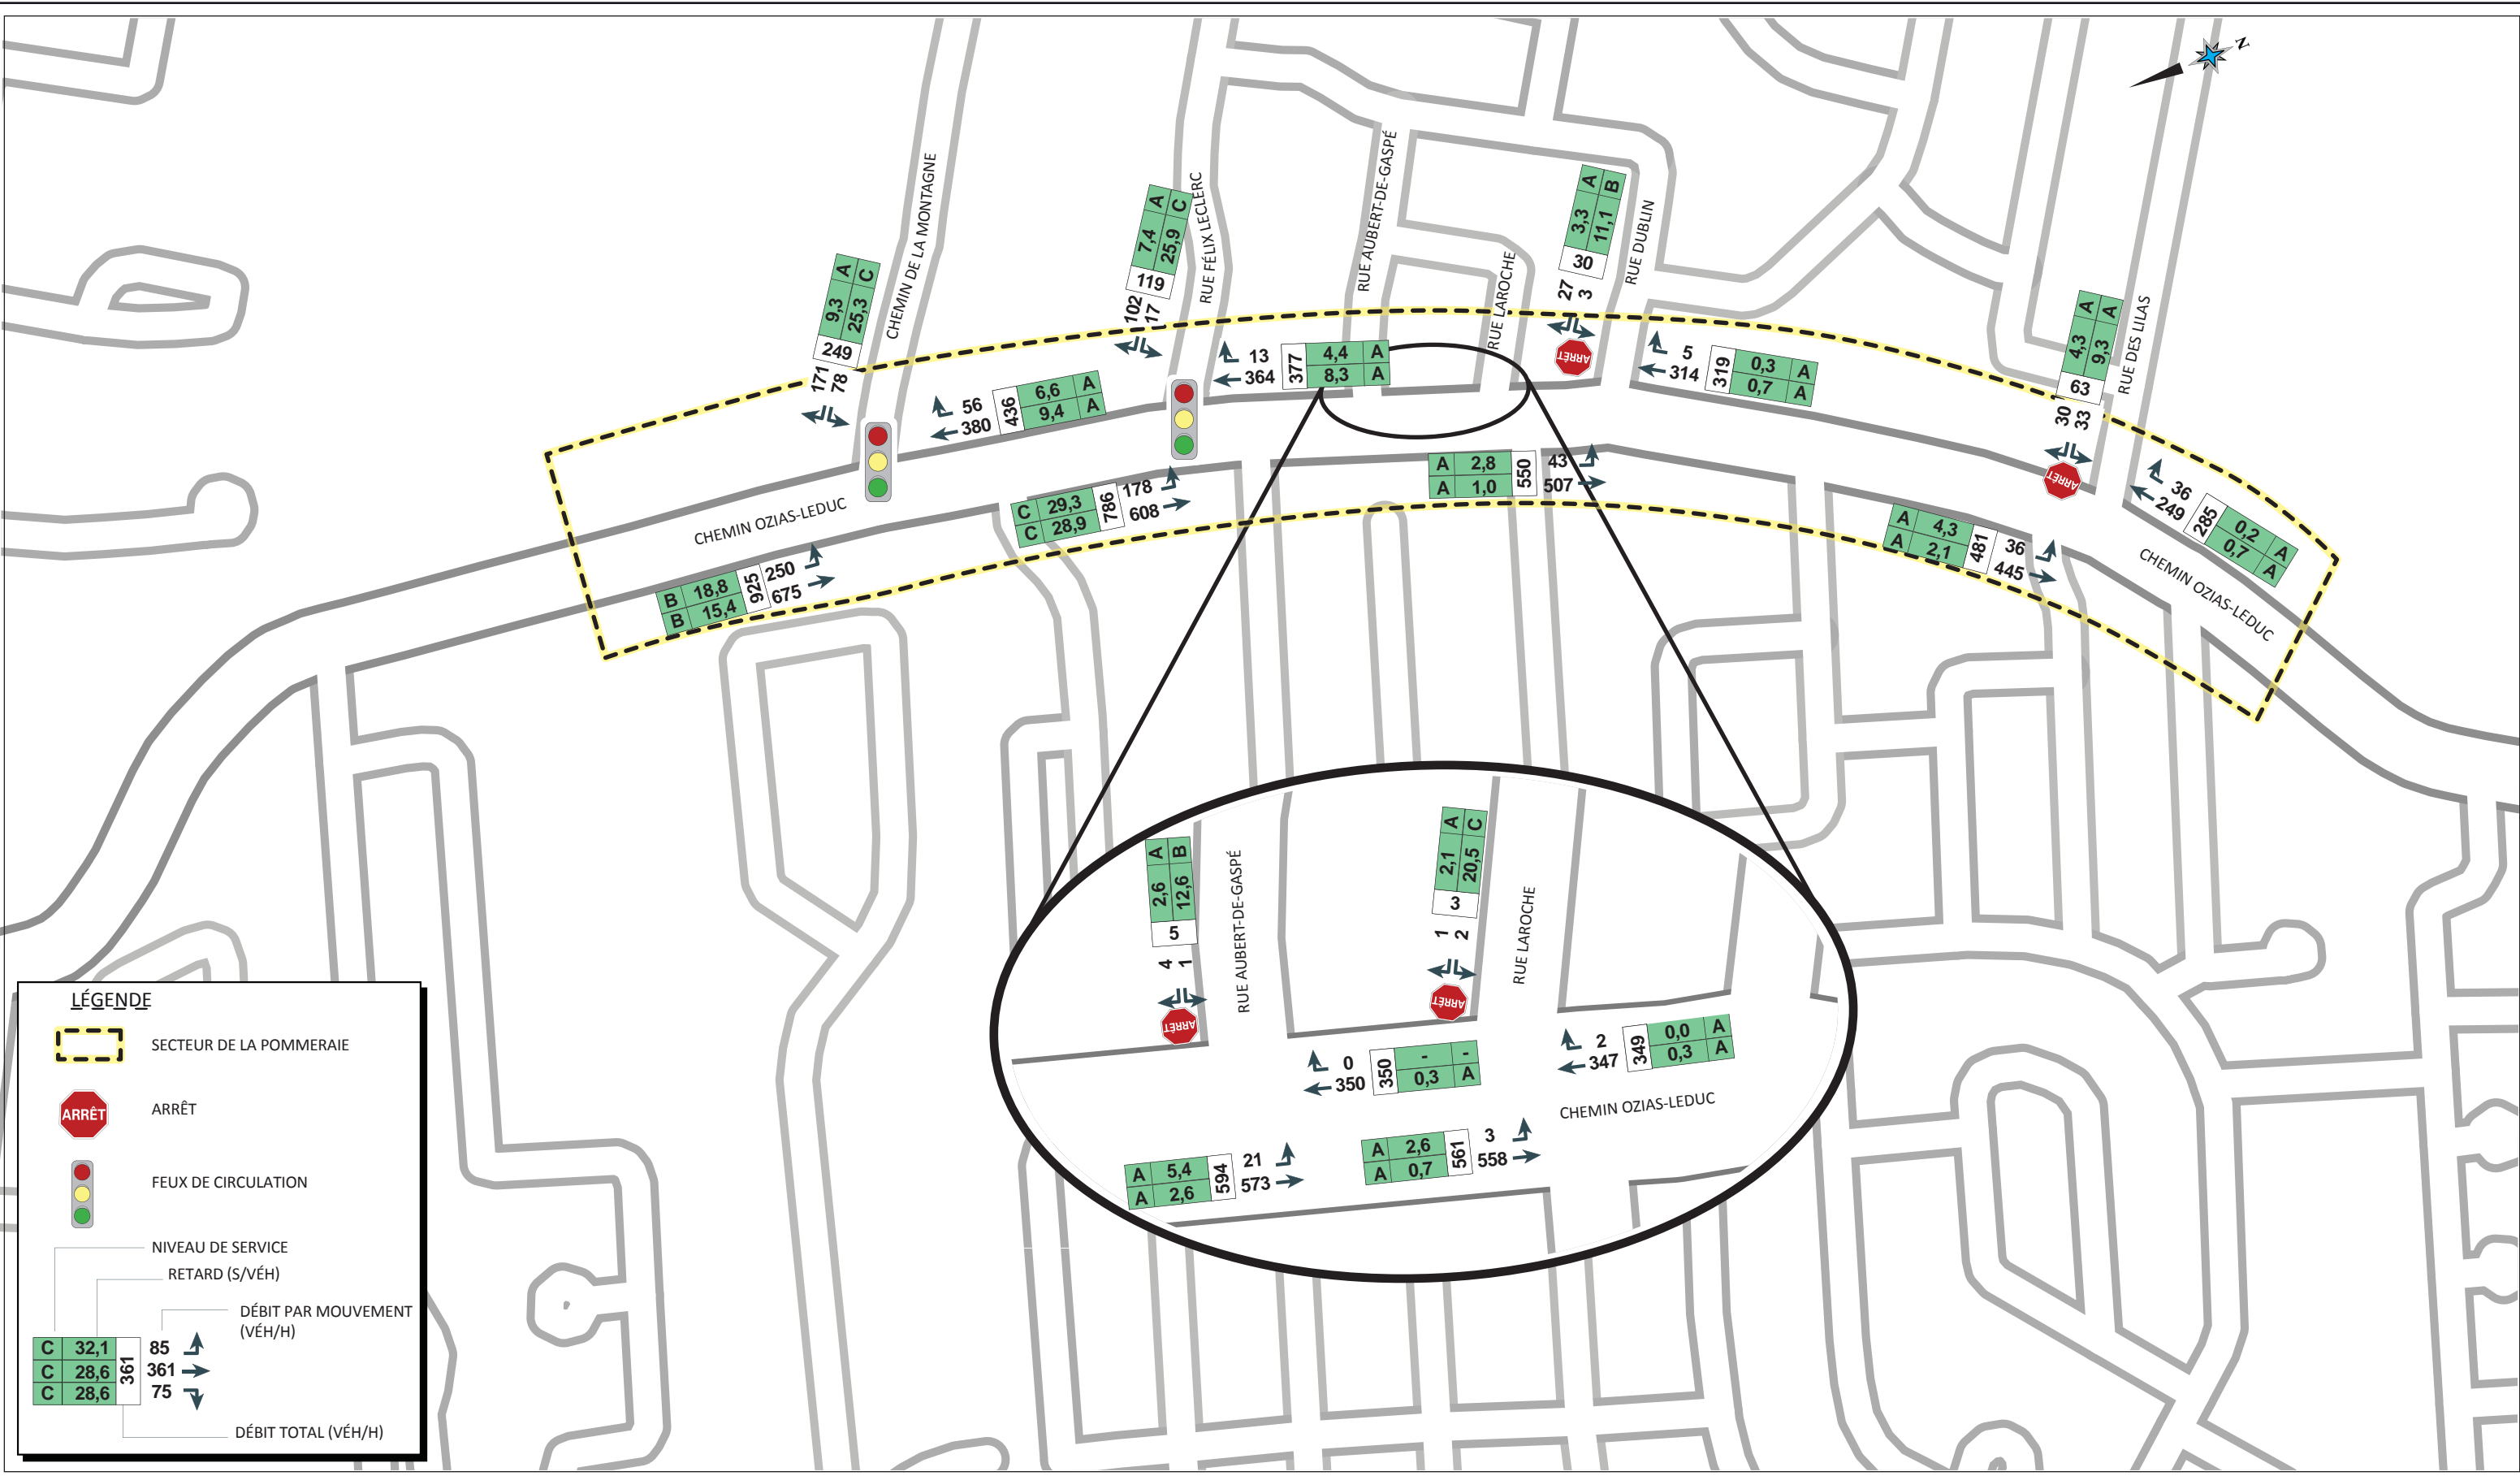 N
CHEMIN DE LA MONTAGNE
A C
9,3 25,3
249
171 78
RUE FÉLIX LECLERC
A C
7,4 25,9
119
102 17
RUE AUBERT-DE-GASPÉ
RUE LAROCHE
RUE DUBLIN
A B
3,3 11,1
30
27 3
ARRÊT
RUE DES LILAS
A A
4,3 9,3
63
30 33
ARRÊT
56 436 6,6 A
380 9,4 A
13 377 4,4 A
364 8,3 A
5 319 0,3 A
314 0,7 A
36 285 0,2 A
249 0,7 A
CHEMIN OZIAS-LEDUC
B 18,8 925 250
B 15,4 675
C 29,3 786 178
C 28,9 608
A 2,8 550 43
A 1,0 507
A 4,3 481 36
A 2,1 445
CHEMIN OZIAS-LEDUC
A B
2,6 12,6
5
4 1
ARRÊT
RUE AUBERT-DE-GASPÉ
A C
2,1 20,5
3
1 2
ARRÊT
RUE LAROCHE
0 350 - -
350 0,3 A
2 349 0,0 A
347 0,3 A
CHEMIN OZIAS-LEDUC
A 5,4 594 21
A 2,6 573
A 2,6 561 3
A 0,7 558
LÉGENDE
SECTEUR DE LA POMMERAIE
ARRÊT
ARRÊT
FEUX DE CIRCULATION
NIVEAU DE SERVICE
RETARD (S/VÉH)
DÉBIT PAR MOUVEMENT
(VÉH/H)
C 32,1 361 85
C 28,6 361
C 28,6 75
DÉBIT TOTAL (VÉH/H)